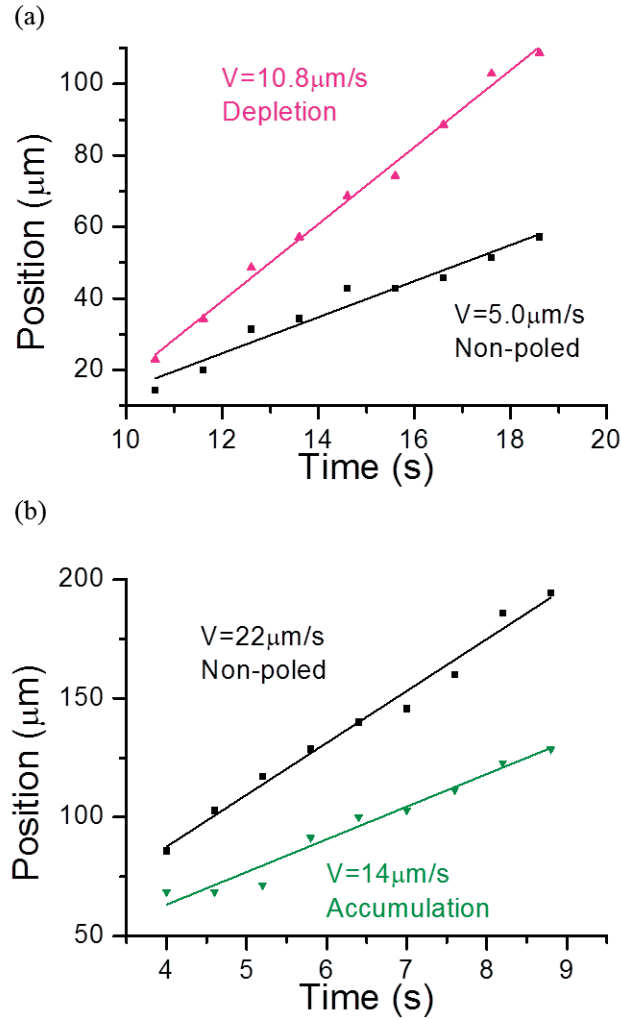 (a)
100
80
60
40
20
Position (μm)
V=10.8μm/s
Depletion
V=5.0μm/s
Non-poled
10 12 14 16 18 20
Time (s)
(b)
200
150
100
50
Position (μm)
V=22μm/s
Non-poled
V=14μm/s
Accumulation
4 5 6 7 8 9
Time (s)